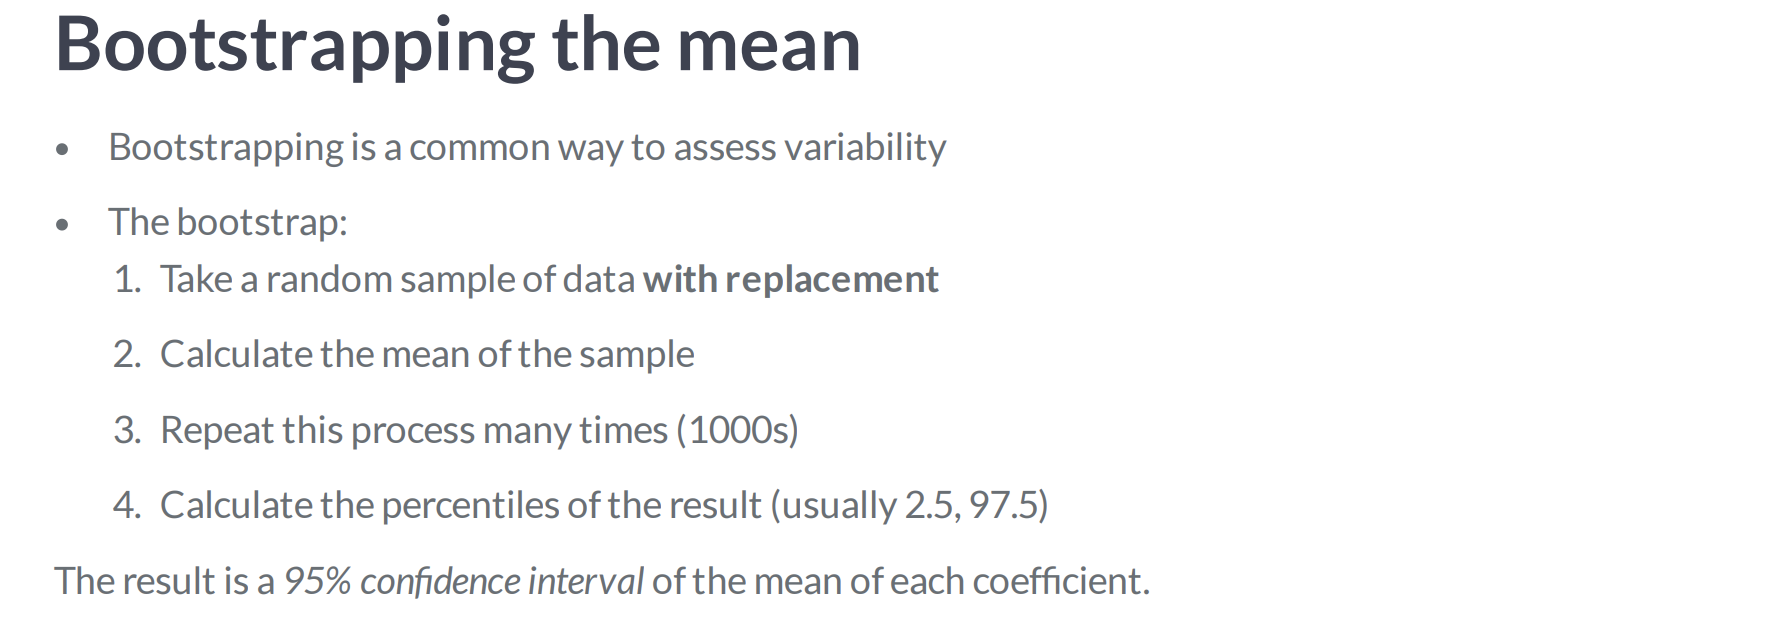 Bootstrapping the mean
• Bootstrapping is a common way to assess variability
• The bootstrap:
1. Take a random sample of data with replacement
2. Calculate the mean of the sample
3. Repeat this process many times (1000s)
4. Calculate the percentiles of the result (usually 2.5, 97.5)
The result is a 95% confidence interval of the mean of each coefficient.